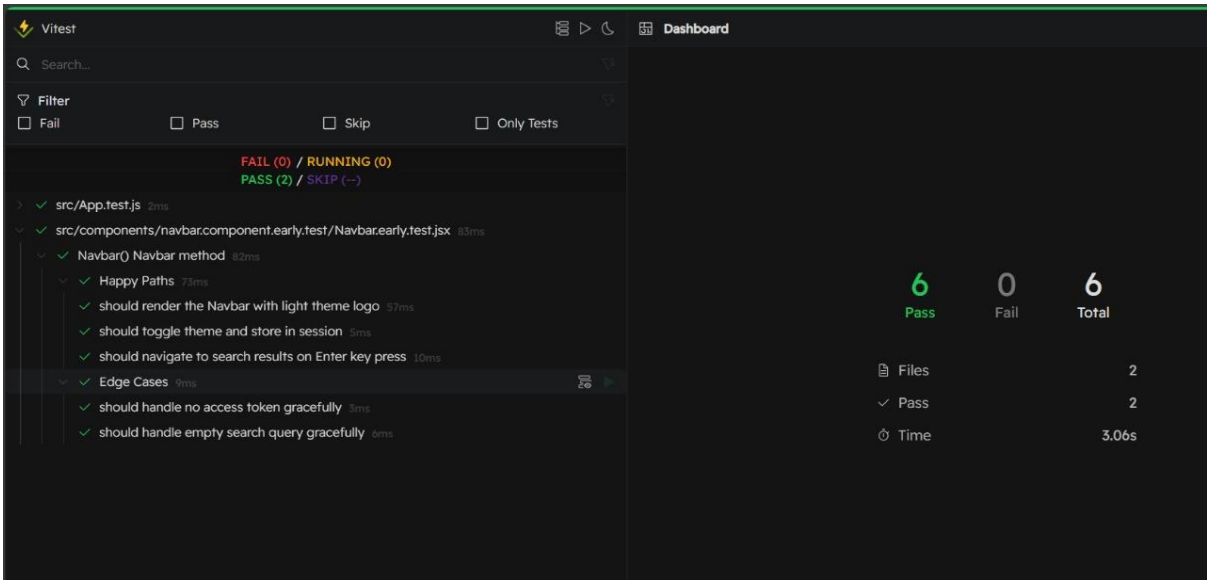 Vitest
Search...
Filter
Fail Pass Skip Only Tests
FAIL (0) / RUNNING (0)
PASS (2) / SKIP (--)
src/App.test.js 2ms
src/components/navbar.component.early.test/Navbar.early.test.jsx 83ms
Navbar() Navbar method 82ms
Happy Paths 73ms
should render the Navbar with light theme logo 57ms
should toggle theme and store in session 5ms
should navigate to search results on Enter key press 10ms
Edge Cases 9ms
should handle no access token gracefully 3ms
should handle empty search query gracefully 6ms
Dashboard
6 0 6
Pass Fail Total
Files 2
Pass 2
Time 3.06s